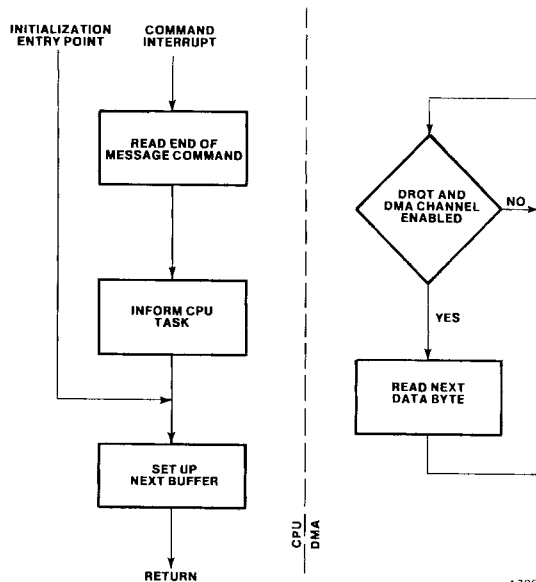 INITIALIZATION
ENTRY POINT
COMMAND
INTERRUPT
READ END OF
MESSAGE COMMAND
INFORM CPU
TASK
SET UP
NEXT BUFFER
RETURN
CPU
DMA
DRQT AND
DMA CHANNEL
ENABLED
NO
YES
READ NEXT
DATA BYTE